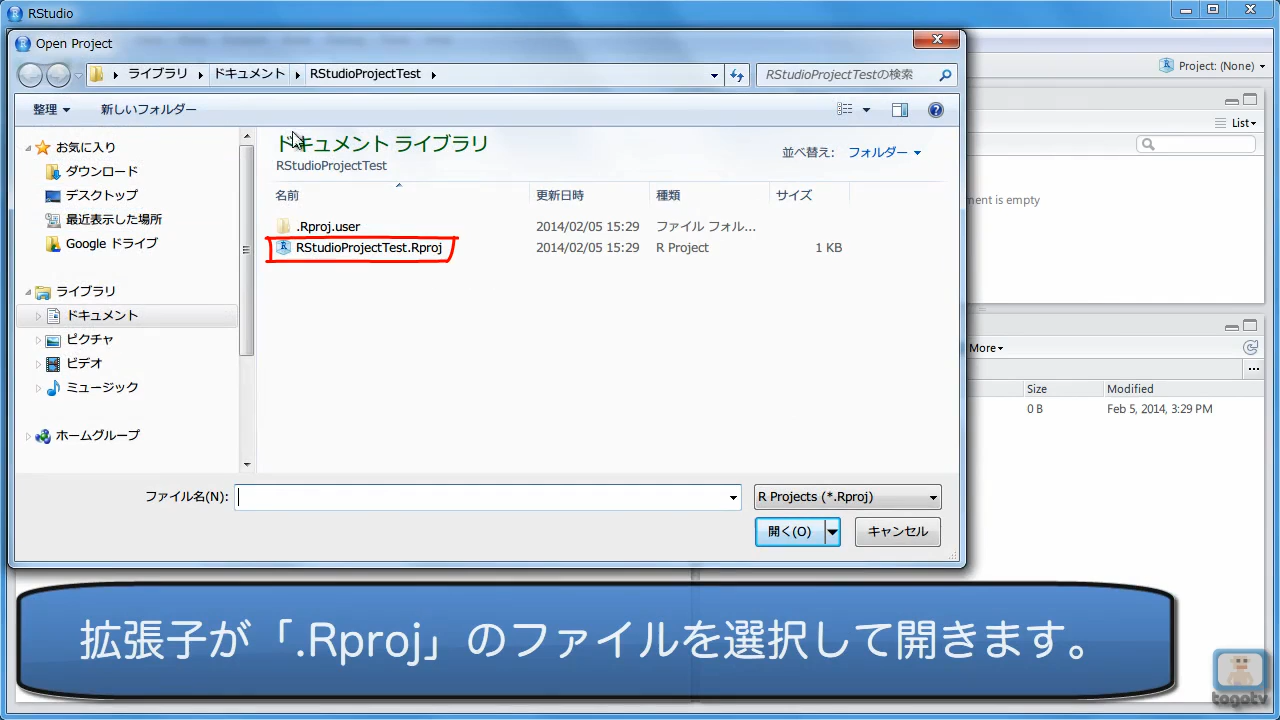 RStudio
Open Project
ライブラリ ドキュメント RStudioProjectTest
RStudioProjectTestの検索
Project: (None)
整理 新しいフォルダー
List
お気に入り
ダウンロード
デスクトップ
最近表示した場所
Google ドライブ
ライブラリ
ドキュメント
ピクチャ
ビデオ
ミュージック
ホームグループ
ドキュメント ライブラリ
RStudioProjectTest
並べ替え: フォルダー
名前 更新日時 種類 サイズ
.Rproj.user 2014/02/05 15:29 ファイル フォル...
RStudioProjectTest.Rproj 2014/02/05 15:29 R Project 1 KB
ment is empty
More
Size Modified
0 B Feb 5, 2014, 3:29 PM
ファイル名(N): R Projects (*.Rproj)
開く(O) キャンセル
拡張子が「.Rproj」のファイルを選択して開きます。
togotv